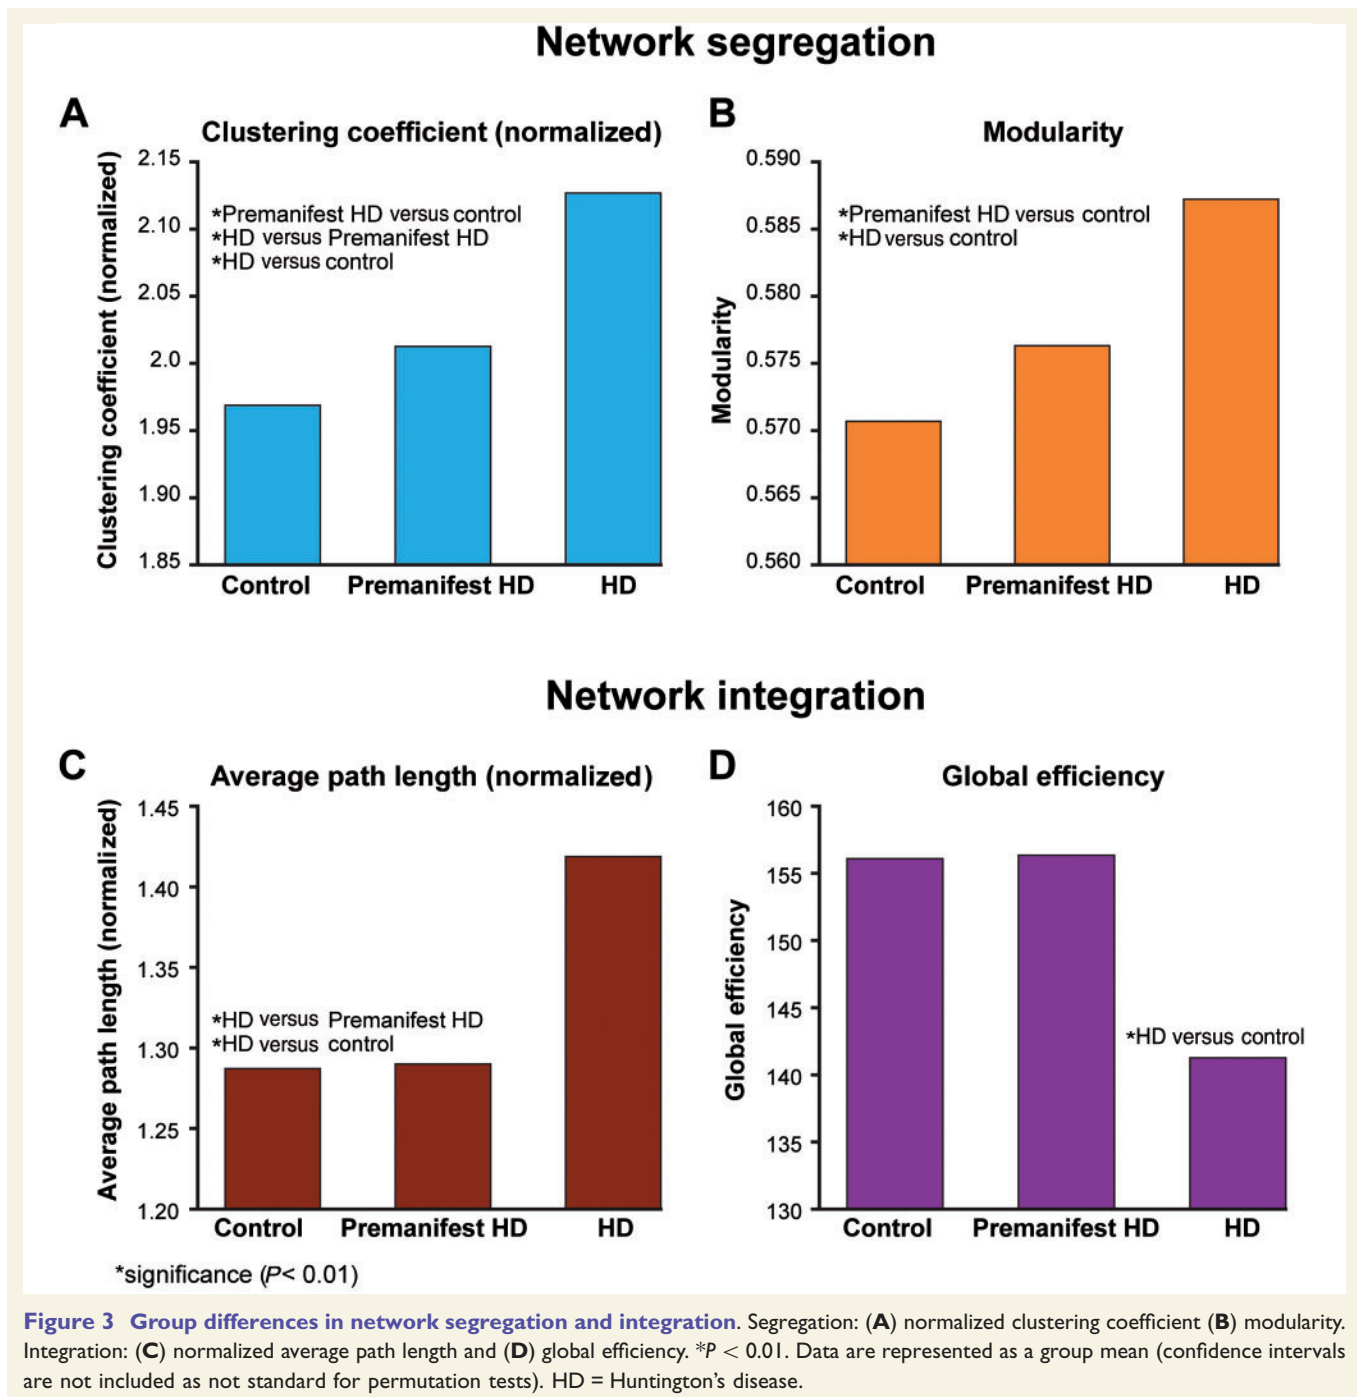 Network segregation
A
Clustering coefficient (normalized)
Clustering coefficient (normalized)
2.15
2.10
2.05
2.0
1.95
1.90
1.85
*Premanifest HD versus control
*HD versus Premanifest HD
*HD versus control
Control
Premanifest HD
HD
B
Modularity
Modularity
0.590
0.585
0.580
0.575
0.570
0.565
0.560
*Premanifest HD versus control
*HD versus control
Control
Premanifest HD
HD
Network integration
C
Average path length (normalized)
Average path length (normalized)
1.45
1.40
1.35
1.30
1.25
1.20
*HD versus Premanifest HD
*HD versus control
Control
Premanifest HD
HD
D
Global efficiency
Global efficiency
160
155
150
145
140
135
130
*HD versus control
Control
Premanifest HD
HD
*significance (P< 0.01)
Figure 3 Group differences in network segregation and integration. Segregation: (A) normalized clustering coefficient (B) modularity.
Integration: (C) normalized average path length and (D) global efficiency. *P < 0.01. Data are represented as a group mean (confidence intervals
are not included as not standard for permutation tests). HD = Huntington's disease.